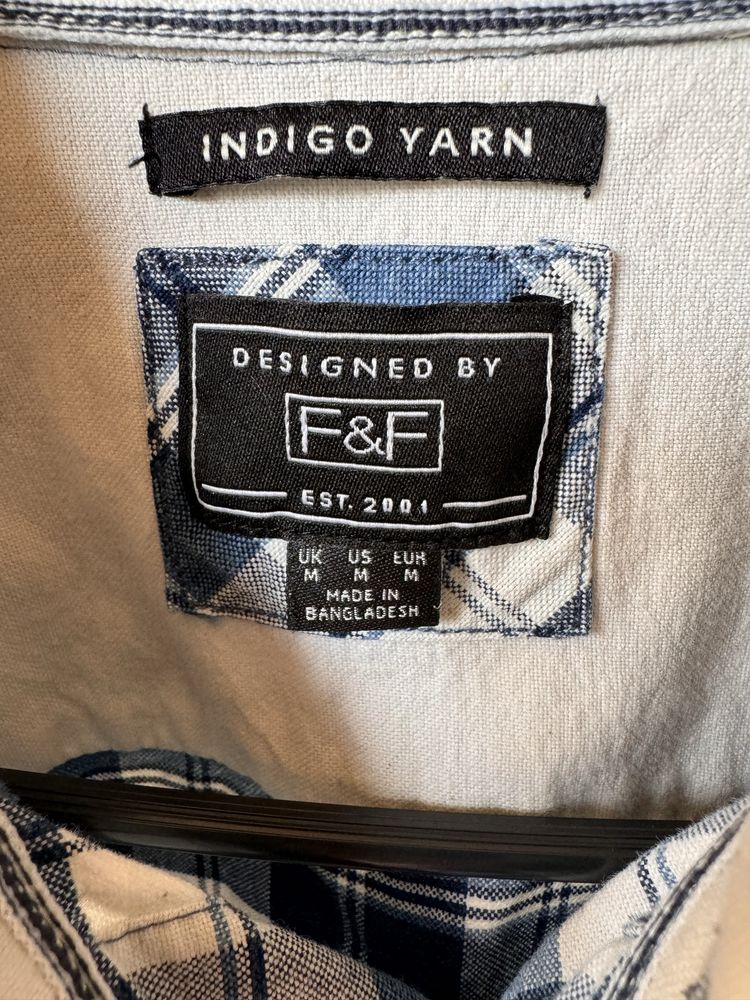 INDIGO YARN
DESIGNED BY
F&F
EST. 2001
UK US EUR
M M M
MADE IN
BANGLADESH